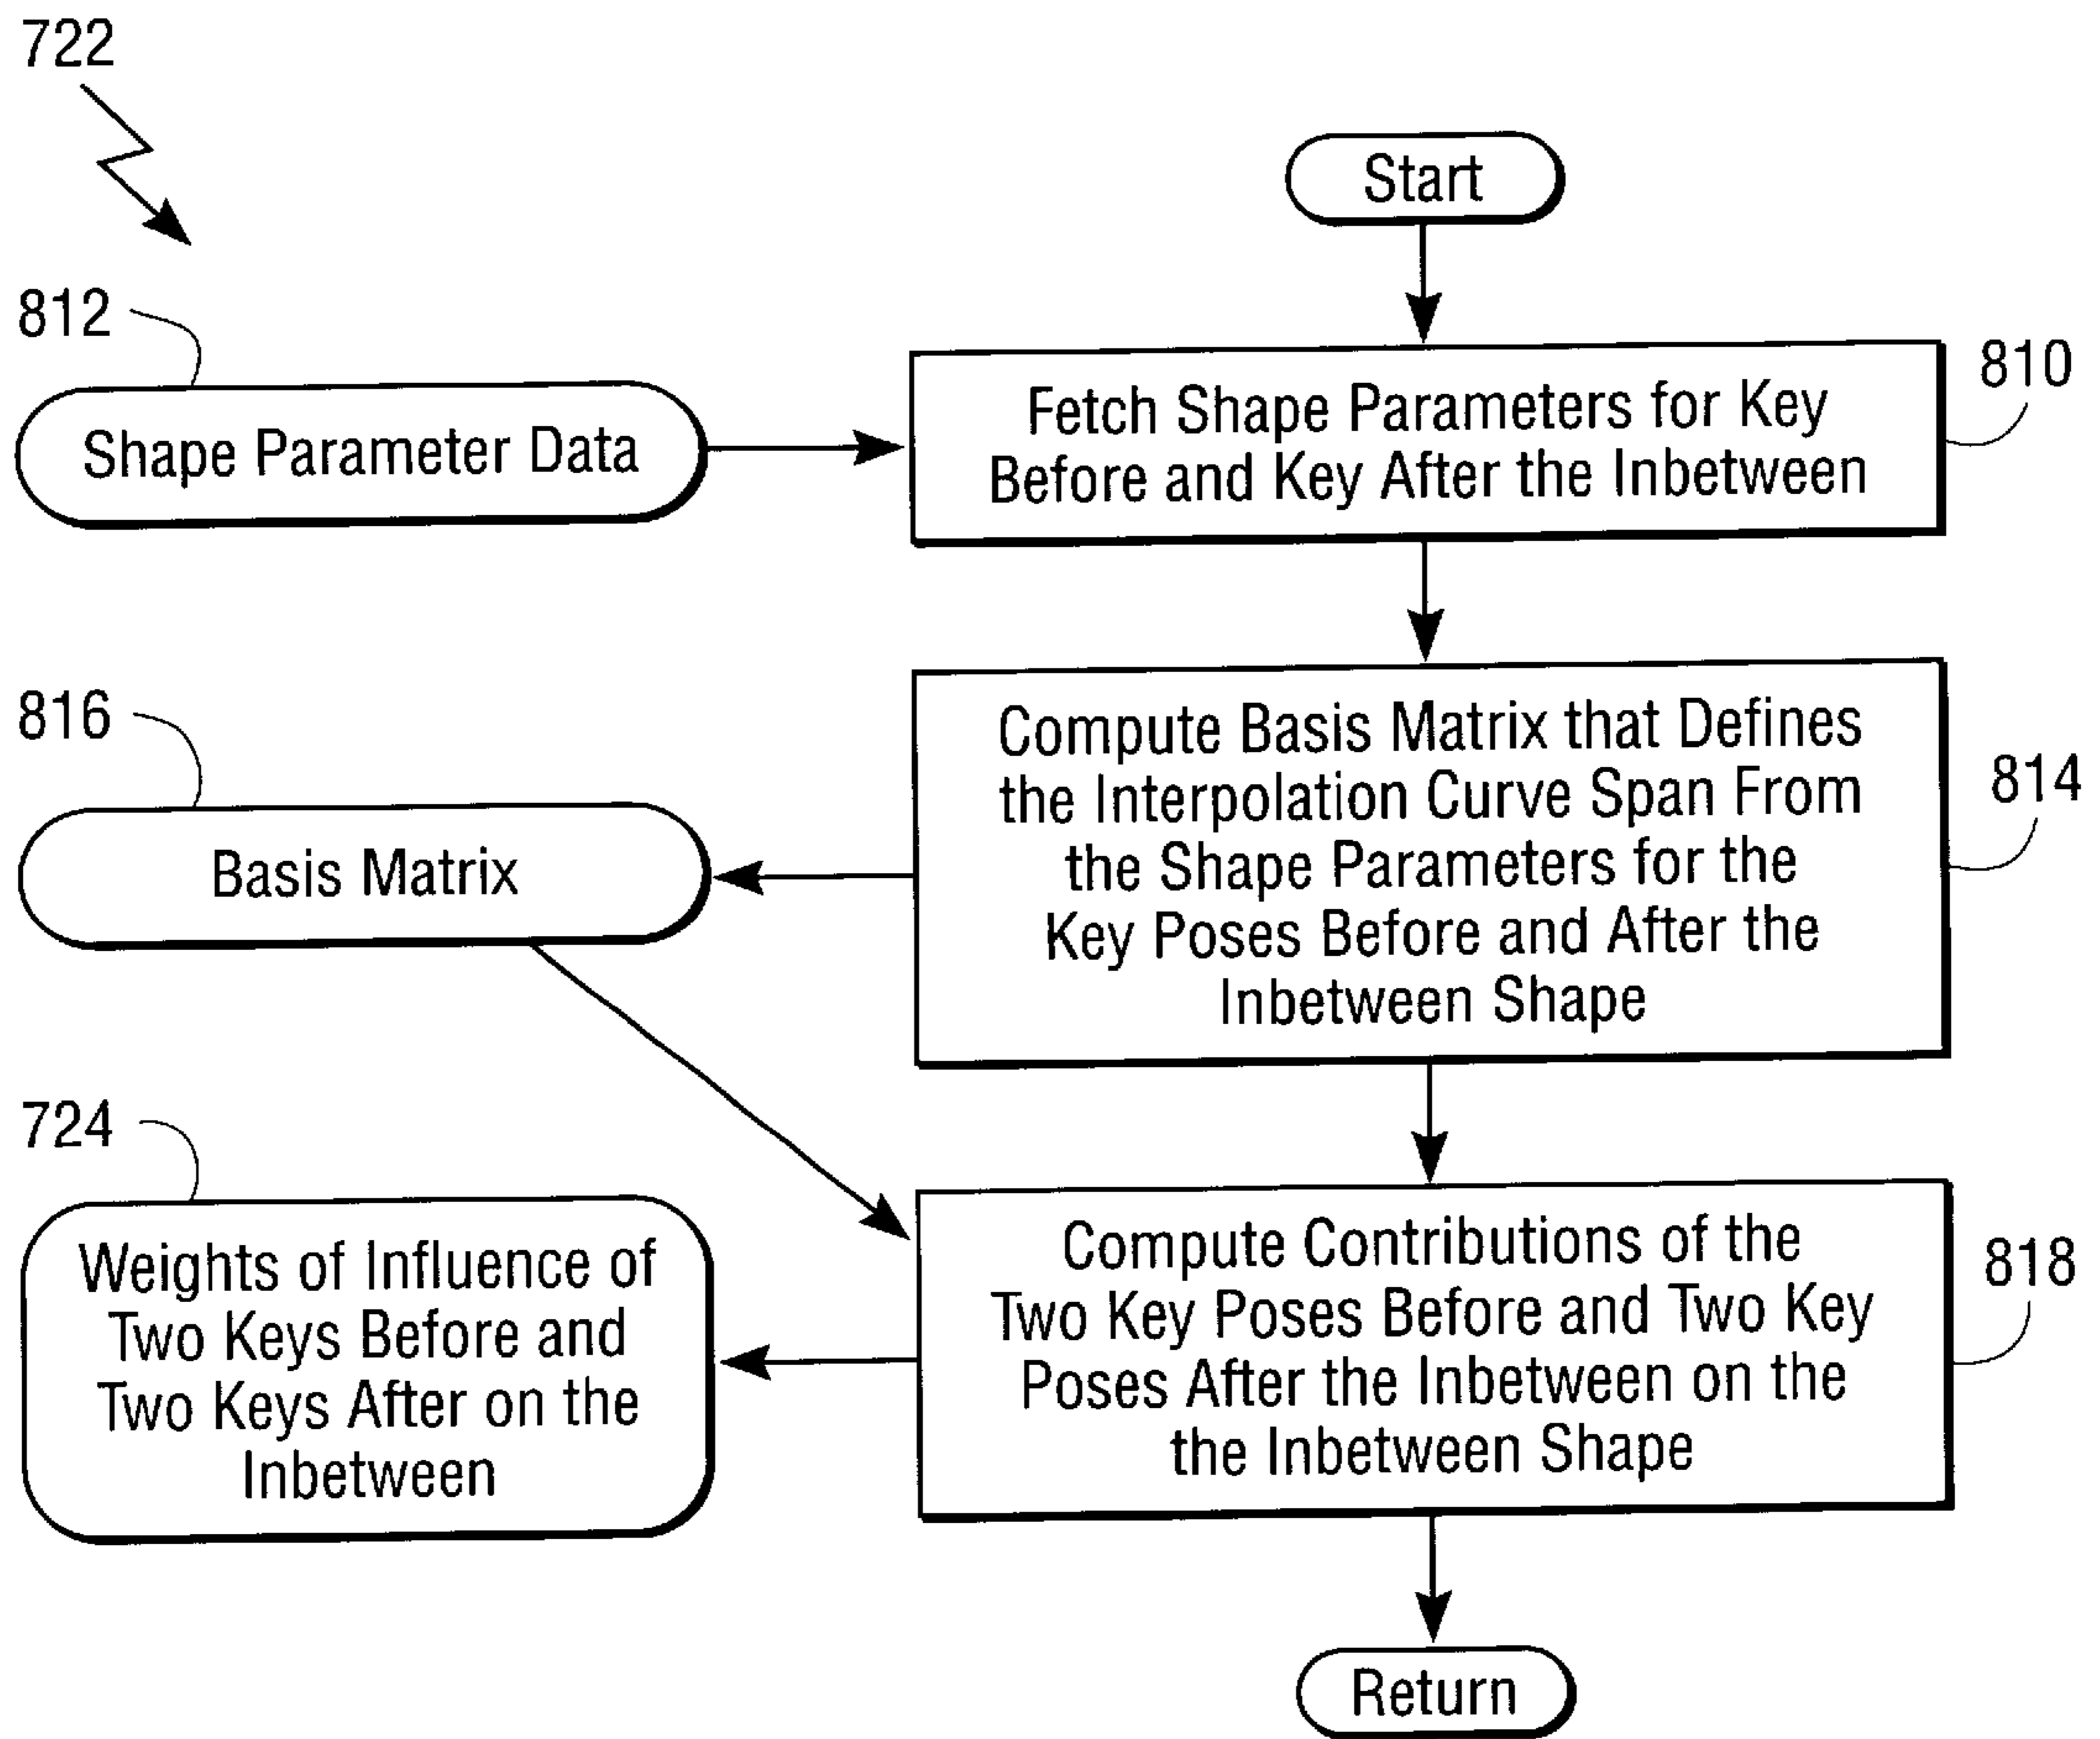 722
Start
812
Shape Parameter Data
Fetch Shape Parameters for Key
Before and Key After the Inbetween
810
816
Basis Matrix
Compute Basis Matrix that Defines
the Interpolation Curve Span From
the Shape Parameters for the
Key Poses Before and After the
Inbetween Shape
814
724
Weights of Influence of
Two Keys Before and
Two Keys After on the
Inbetween
Compute Contributions of the
Two Key Poses Before and Two Key
Poses After the Inbetween on the
the Inbetween Shape
818
Return